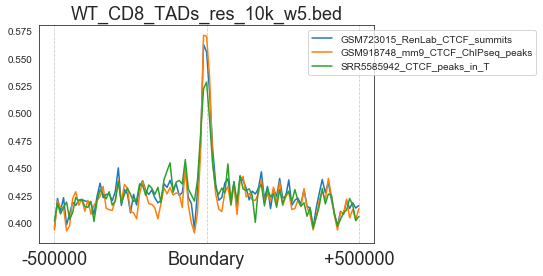 WT_CD8_TADs_res_10k_w5.bed
0.575
0.550
0.525
0.500
0.475
0.450
0.425
0.400
GSM723015_RenLab_CTCF_summits
GSM918748_mm9_CTCF_ChIPseq_peaks
SRR5585942_CTCF_peaks_in_T
-500000 Boundary +500000